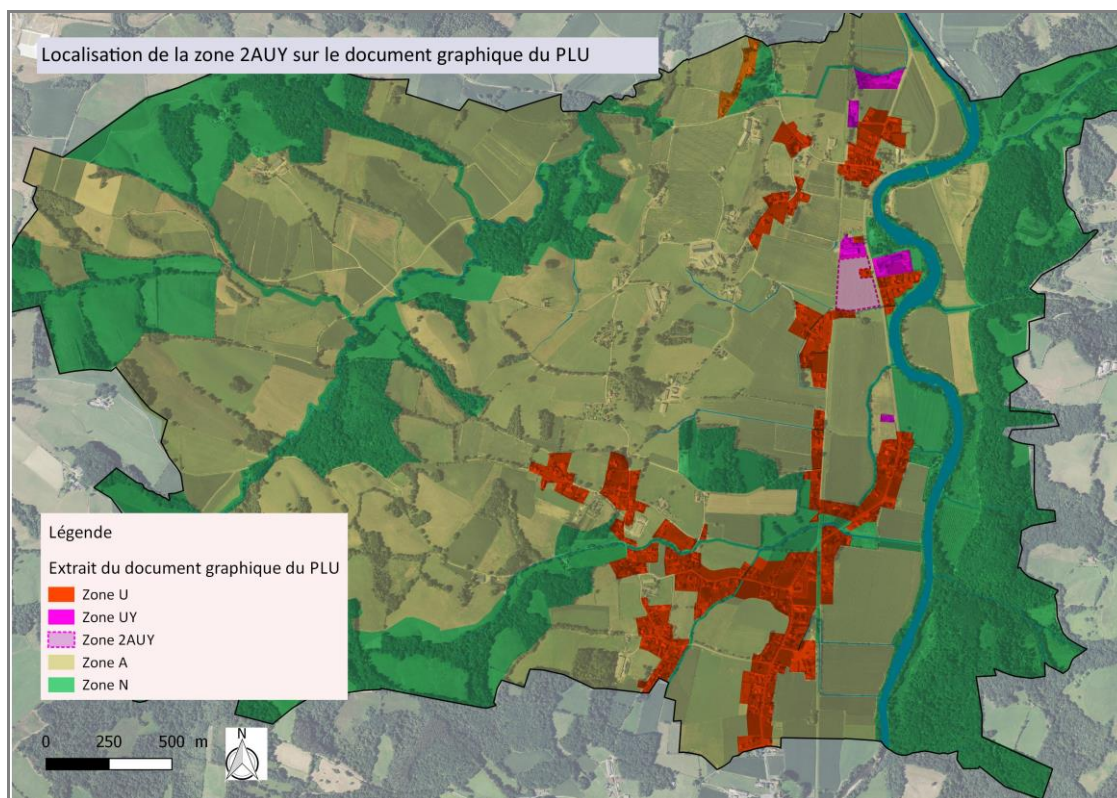 Localisation de la zone 2AUY sur le document graphique du PLU
Légende
Extrait du document graphique du PLU
Zone U
Zone UY
Zone 2AUY
Zone A
Zone N
0 250 500 m
N